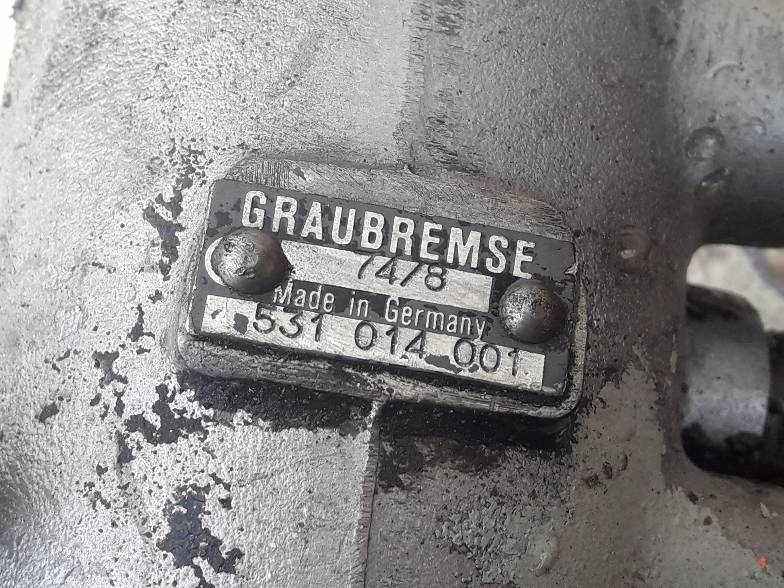 GRAUBREMSE
74/8
Made in Germany
531 014 001